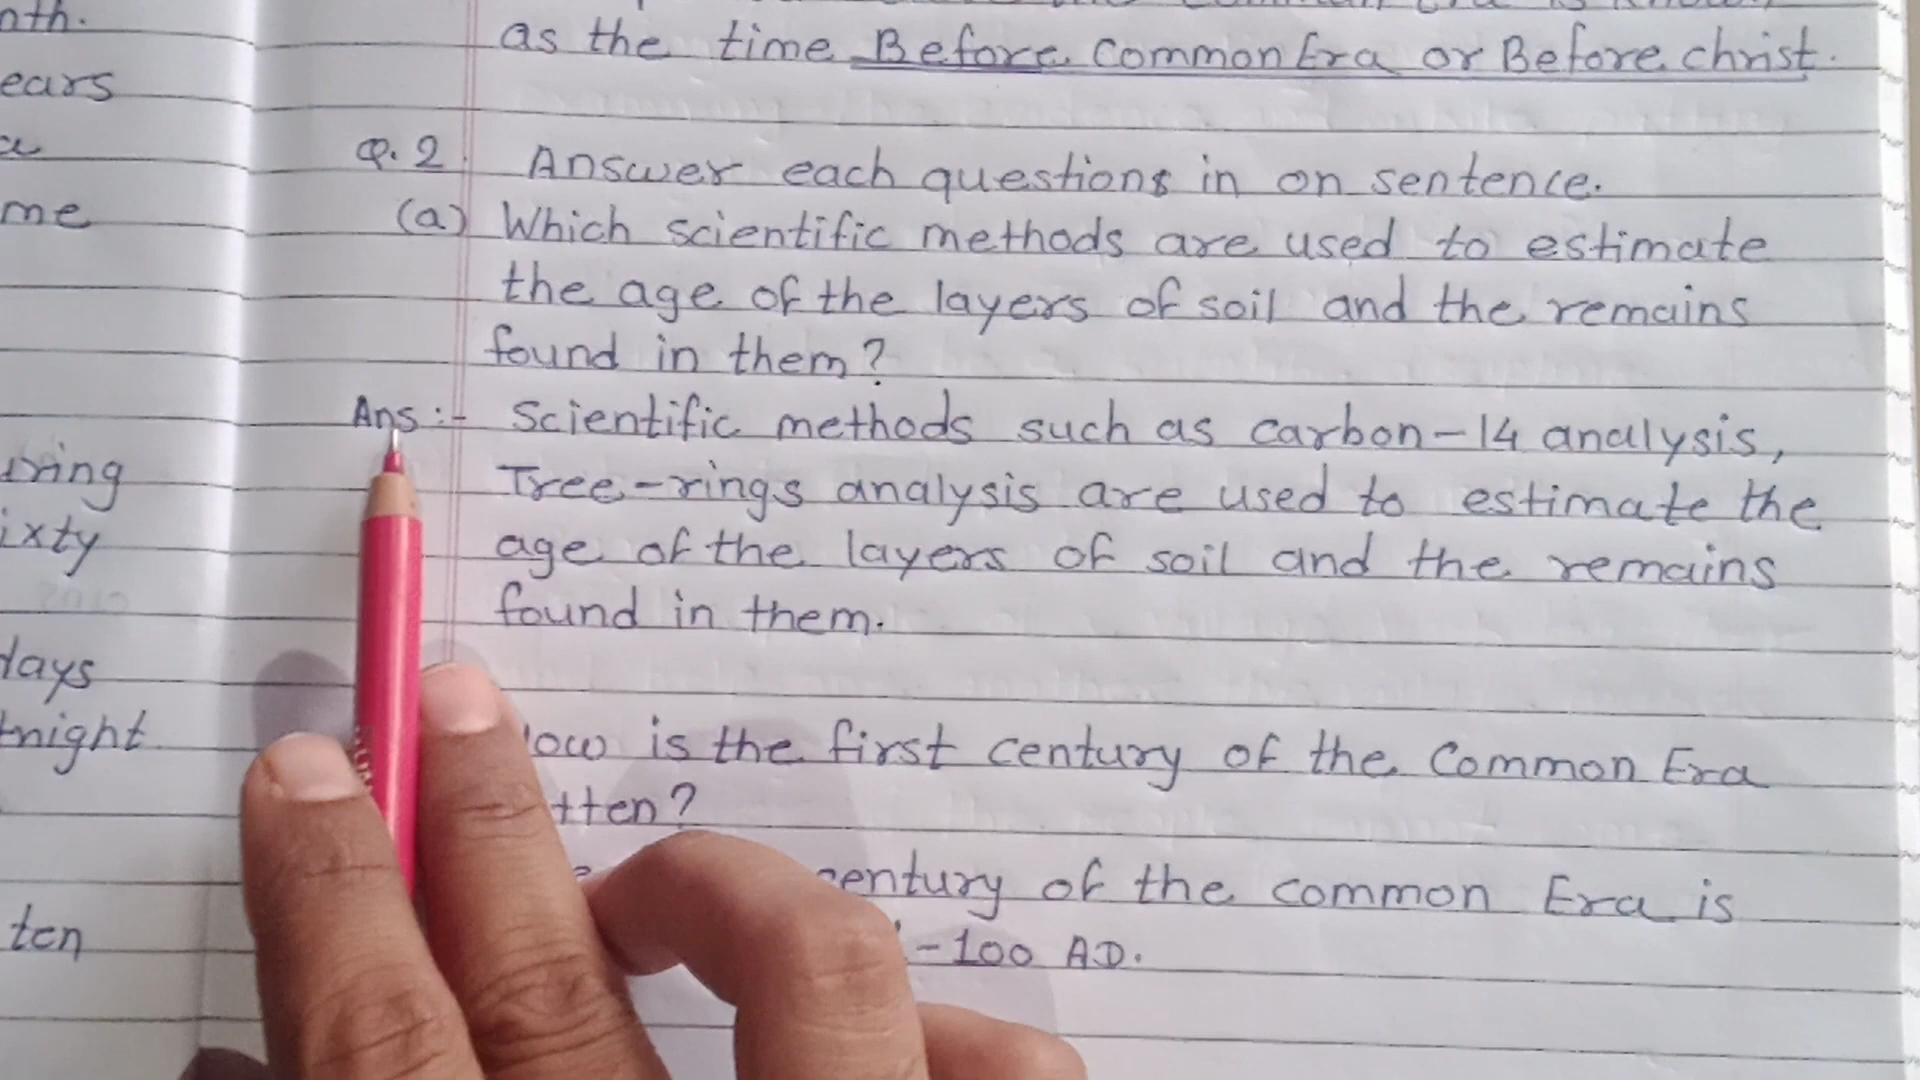 nth.
ears
me
ixty
days
tnight
ten
as the time Before Common Era or Before christ.
Q.2 Answer each questions in on sentence.
(a) Which scientific methods are used to estimate
the age of the layers of soil and the remains
found in them?
Ans :- Scientific methods such as carbon-14 analysis,
Tree-rings analysis are used to estimate the
age of the layers of soil and the remains
found in them.
is the first century of the Common Era
tten?
century of the common Era is
-100 AD.